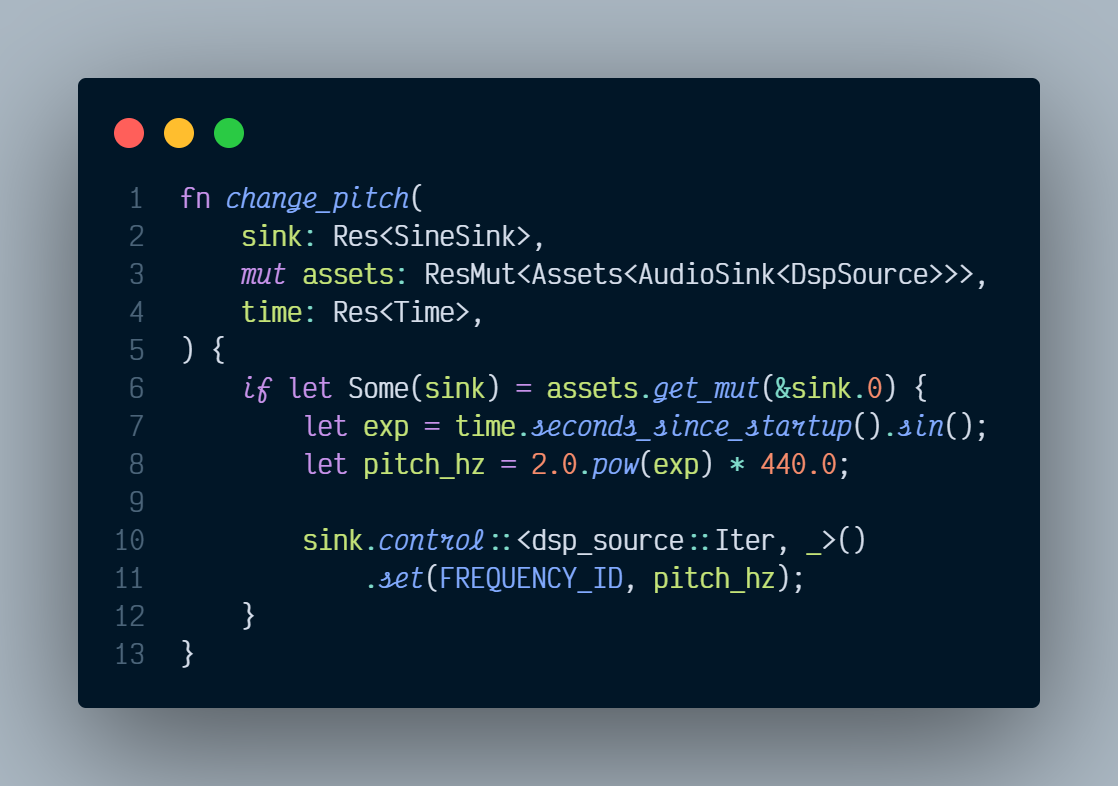 1 fn change_pitch(
2     sink: Res<SineSink>,
3     mut assets: ResMut<Assets<AudioSink<DspSource>>>,
4     time: Res<Time>,
5 ) {
6     if let Some(sink) = assets.get_mut(&sink.0) {
7         let exp = time.seconds_since_startup().sin();
8         let pitch_hz = 2.0.pow(exp) * 440.0;
9
10         sink.control::<dsp_source::Iter, _>()
11             .set(FREQUENCY_ID, pitch_hz);
12     }
13 }